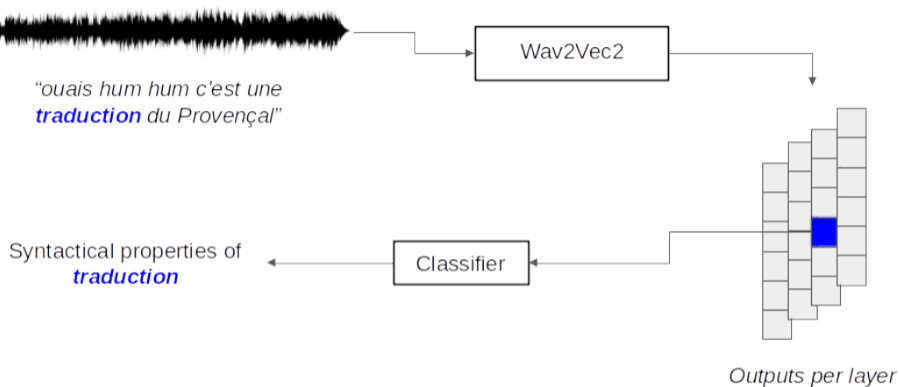 Wav2Vec2
“ouais hum hum c'est une
traduction du Provençal”
Syntactical properties of
traduction
Classifier
Outputs per layer